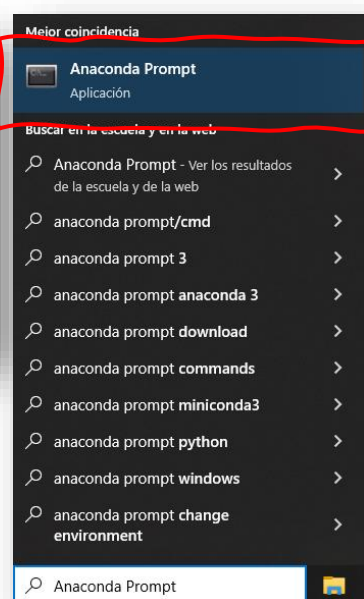 Mejor coincidencia
Anaconda Prompt
Aplicación
Buscar en la escuela y en la web
Anaconda Prompt - Ver los resultados
de la escuela y de la web
anaconda prompt/cmd
anaconda prompt 3
anaconda prompt anaconda 3
anaconda prompt download
anaconda prompt commands
anaconda prompt miniconda3
anaconda prompt python
anaconda prompt windows
anaconda prompt change
environment
Anaconda Prompt